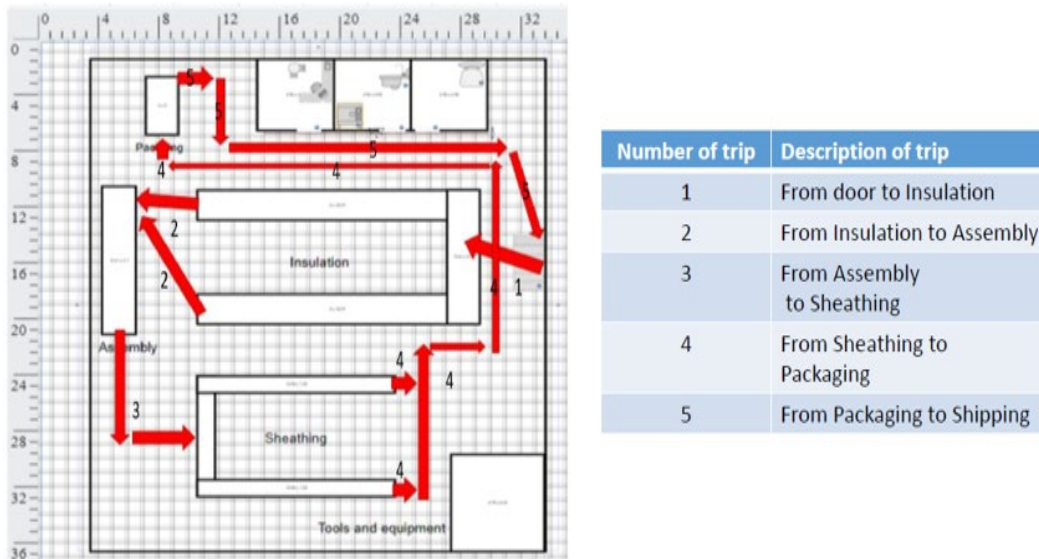 0 4 8 12 16 20 24 28 32
0
4
8
12
16
20
24
28
32
36
5
5
Packing
5
4
4
5
2
Insulation
2
4
1
Assembly
4
4
3
Sheathing
4
Tools and equipment
Number of trip Description of trip
1 From door to Insulation
2 From Insulation to Assembly
3 From Assembly
to Sheathing
4 From Sheathing to
Packaging
5 From Packaging to Shipping